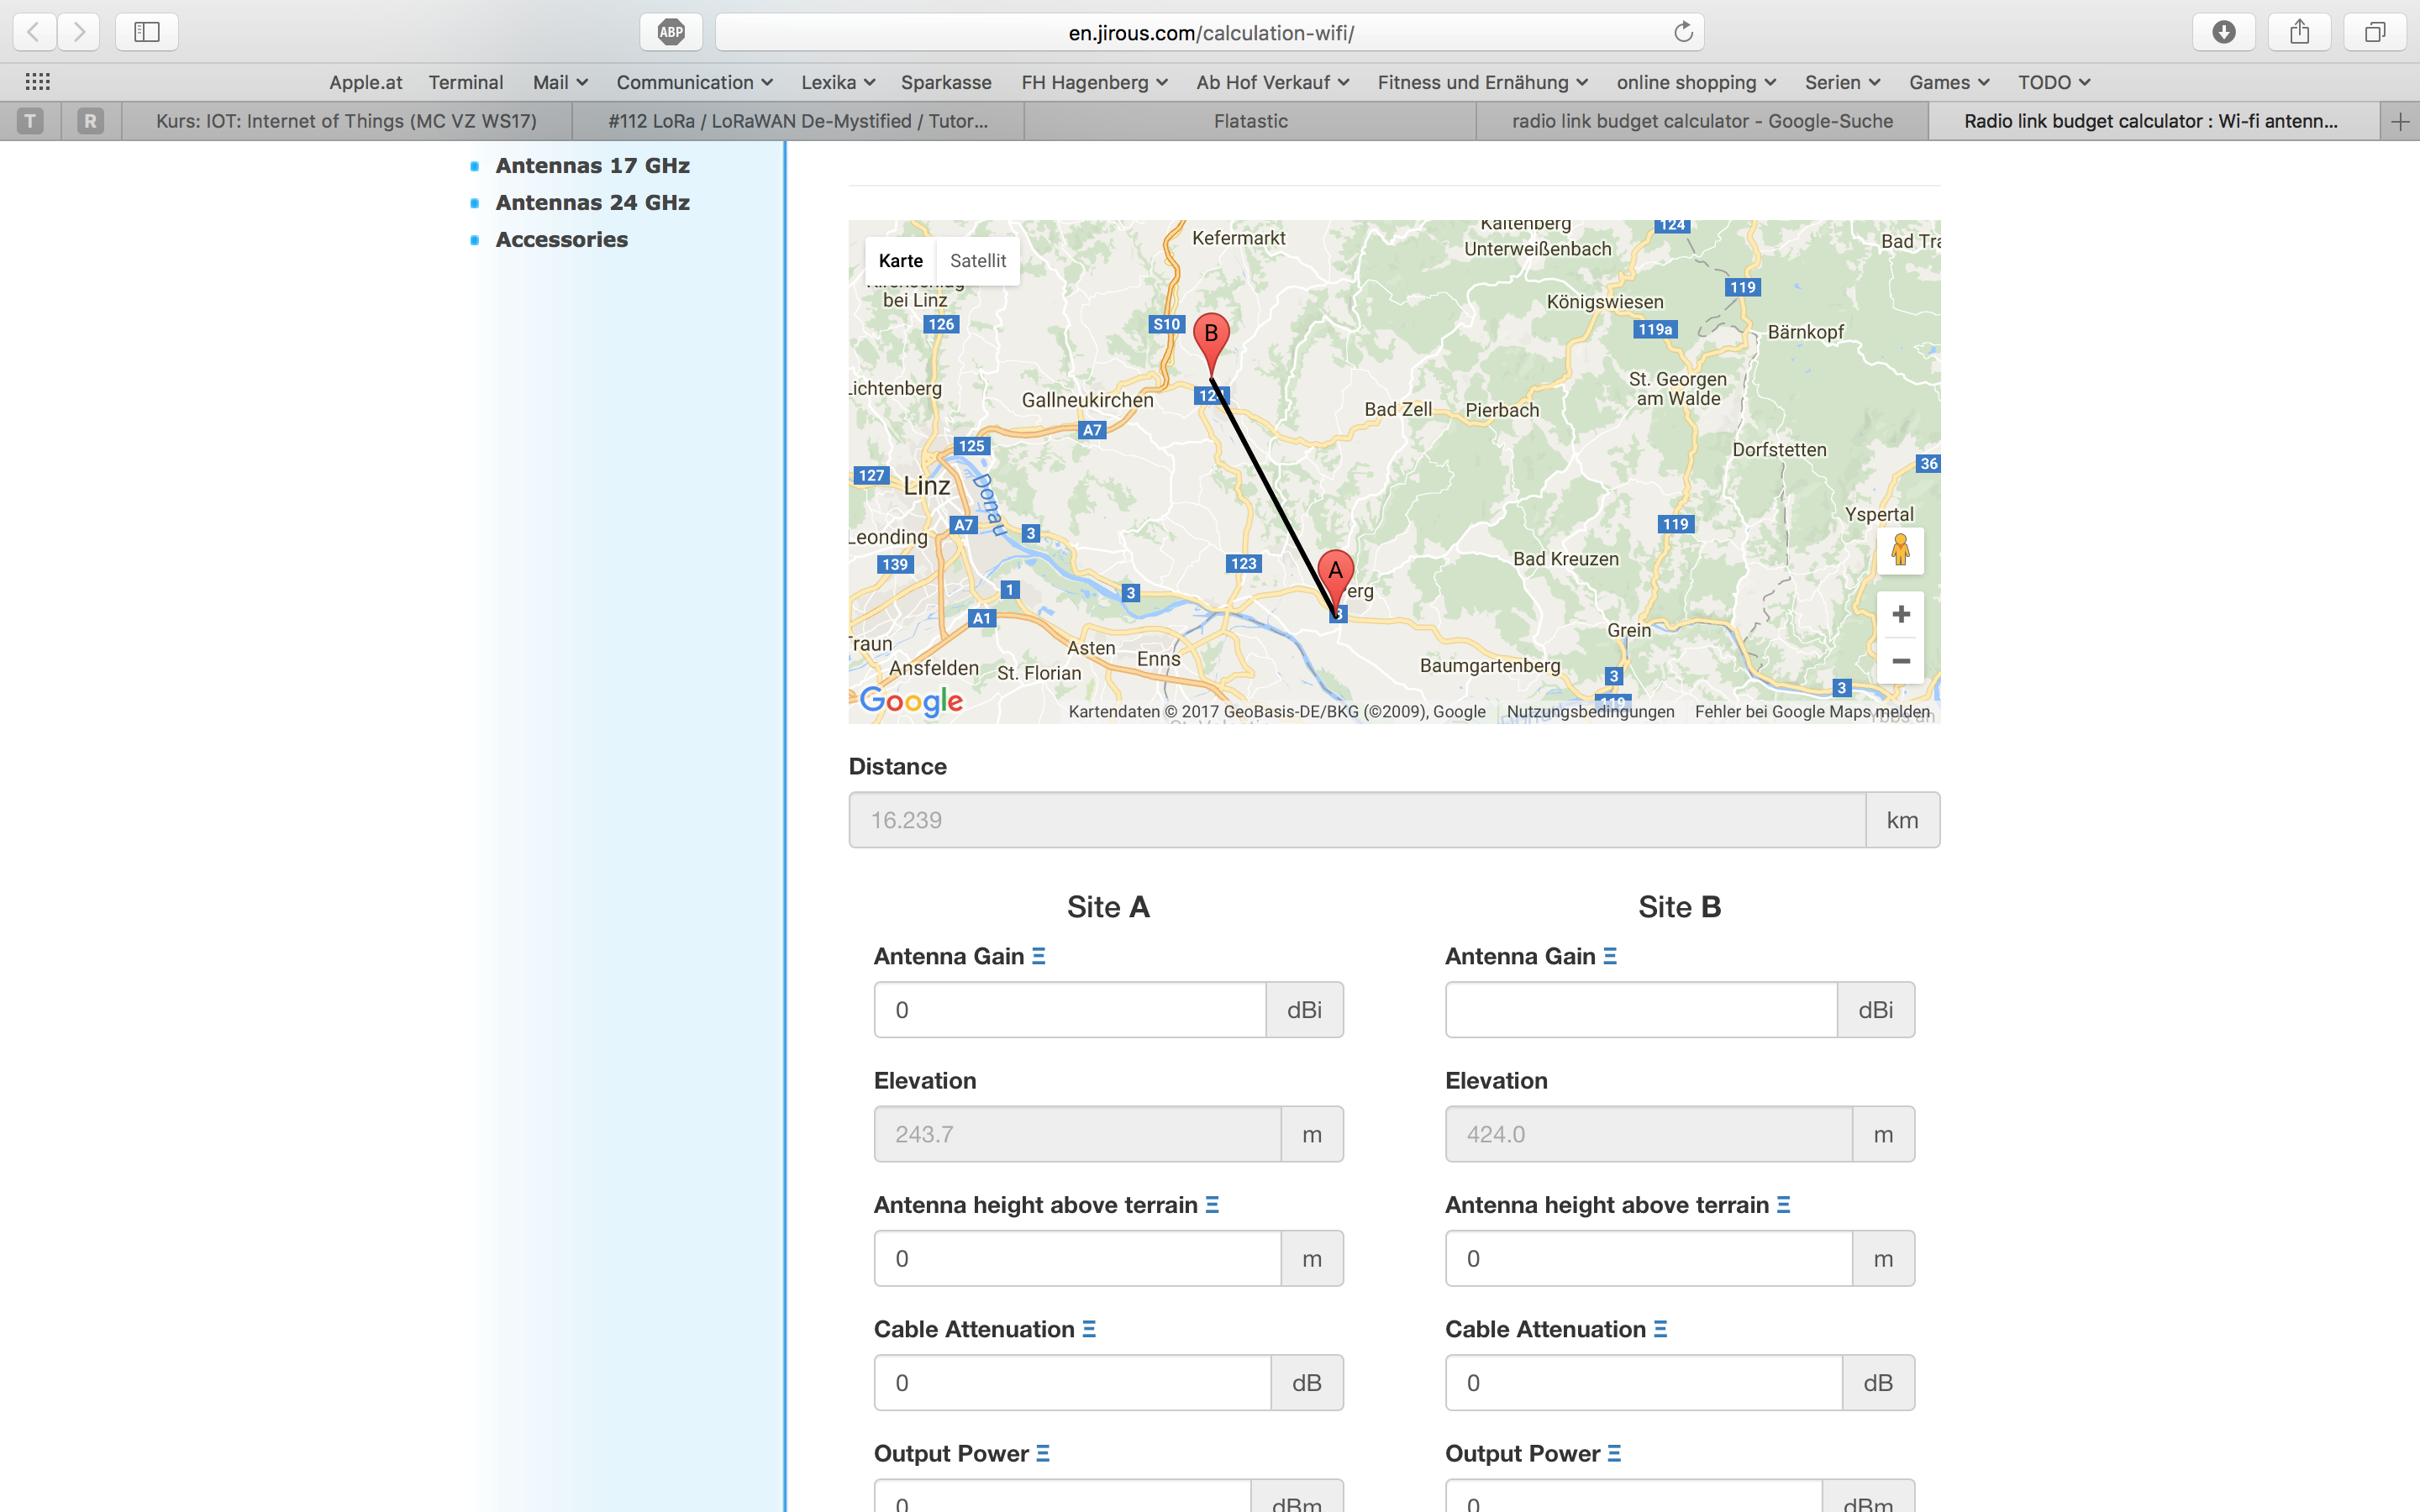 ABP
en.jirous.com/calculation-wifi/
Apple.at Terminal Mail Communication Lexika Sparkasse FH Hagenberg Ab Hof Verkauf Fitness und Ernähung online shopping Serien Games TODO
T R Kurs: IOT: Internet of Things (MC VZ WS17) #112 LoRa / LoRaWAN De-Mystified / Tutor... Flatastic radio link budget calculator - Google-Suche Radio link budget calculator : Wi-fi antenn... +
Antennas 17 GHz
Antennas 24 GHz
Accessories
Karte Satellit
Kefermarkt
Kaltenberg
124
Unterweißenbach
Bad Tra
119
bei Linz
Königswiesen
126
S10
B
119a
Bärnkopf
St. Georgen
am Walde
Lichtenberg
Gallneukirchen
Bad Zell
Pierbach
A7
125
Dorfstetten
36
127
Linz
Donau
Yspertal
A7
3
119
Leonding
139
123
Bad Kreuzen
A
1
3
erg
A1
3
Grein
raun
Asten
Enns
Ansfelden
St. Florian
Baumgartenberg
3
3
119
Google
Kartendaten © 2017 GeoBasis-DE/BKG (©2009), Google Nutzungsbedingungen Fehler bei Google Maps melden
Distance
16.239 km
Site A Site B
Antenna Gain Ξ Antenna Gain Ξ
0 dBi dBi
Elevation Elevation
243.7 m 424.0 m
Antenna height above terrain Ξ Antenna height above terrain Ξ
0 m 0 m
Cable Attenuation Ξ Cable Attenuation Ξ
0 dB 0 dB
Output Power Ξ Output Power Ξ
0 dBm 0 dBm